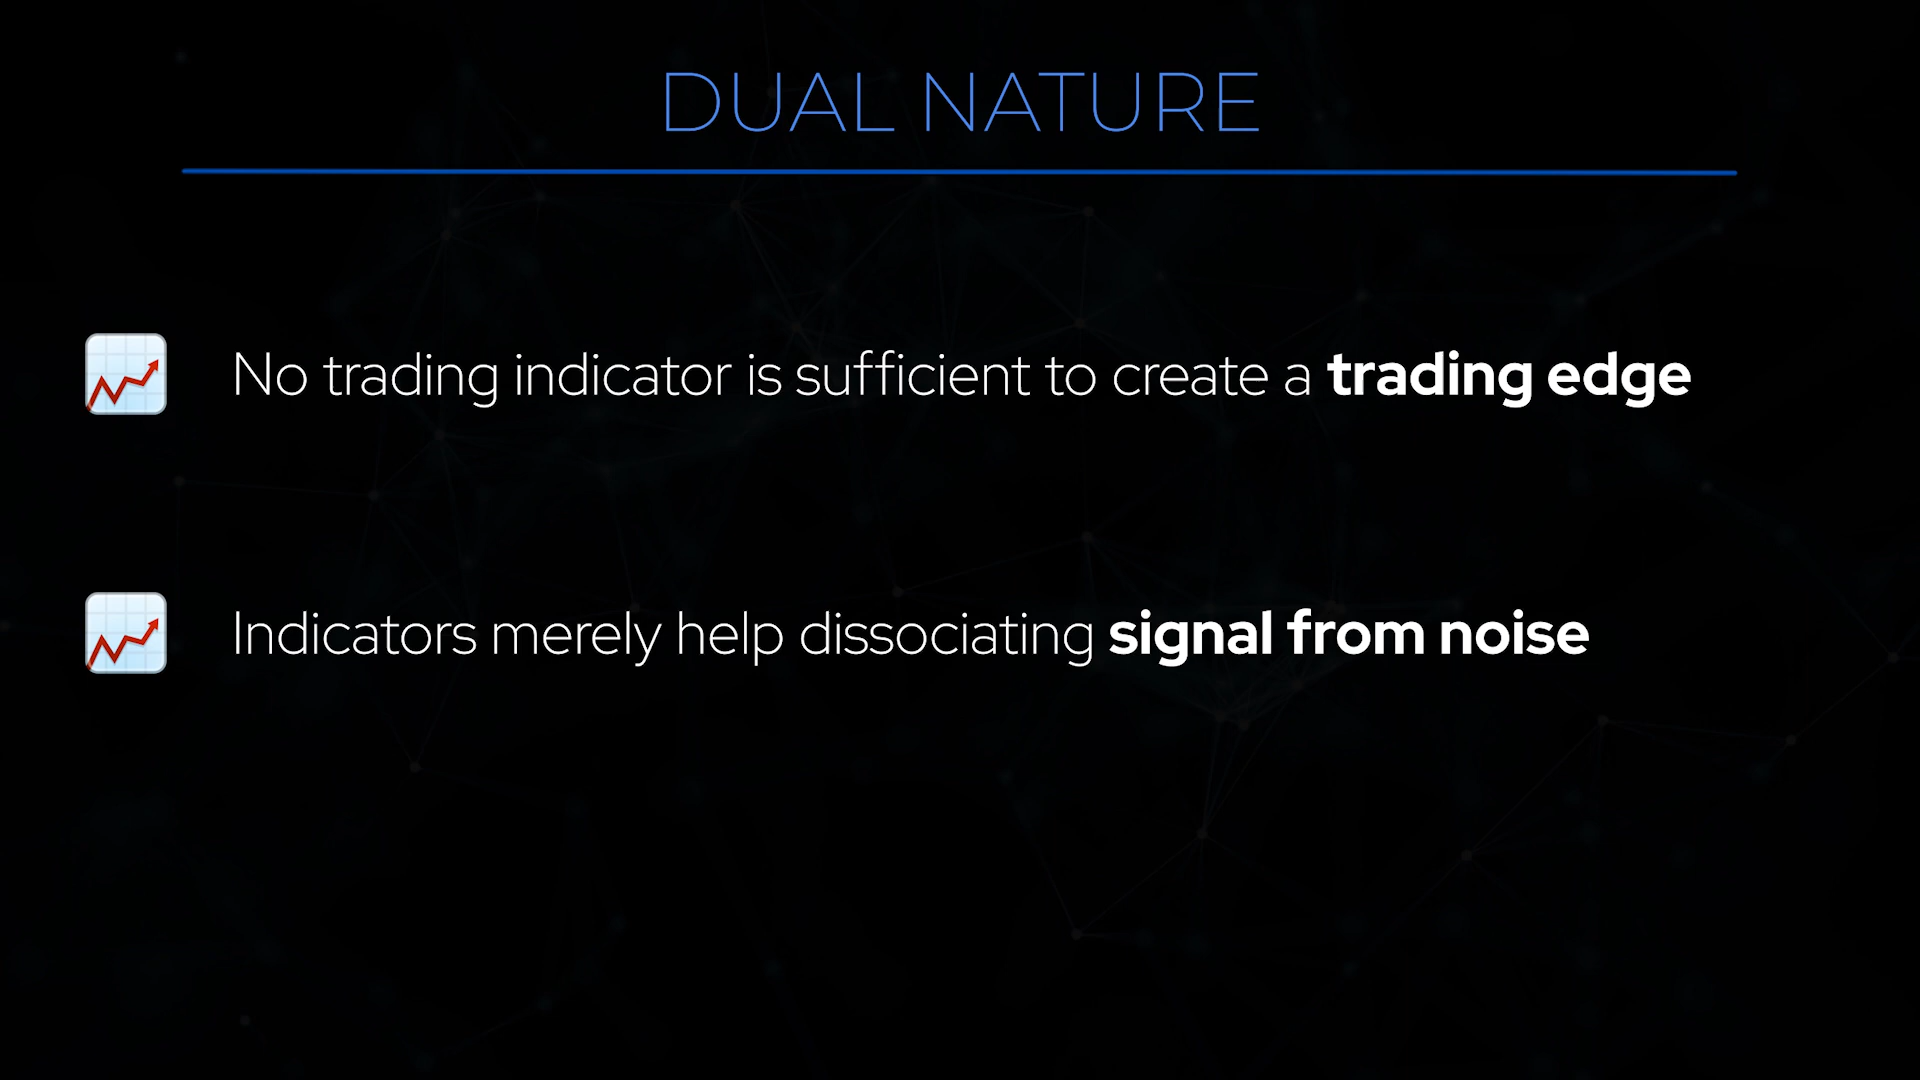 DUAL NATURE
No trading indicator is sufficient to create a trading edge
Indicators merely help dissociating signal from noise